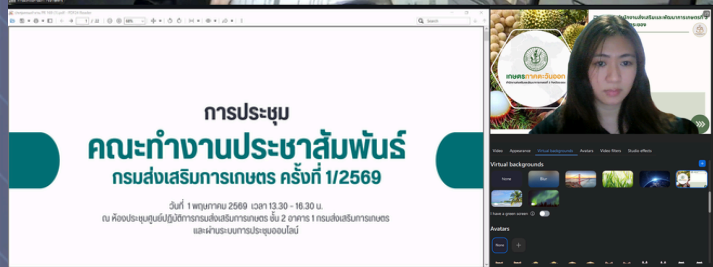 Search
การประชุม
คณะทำงานประชาสัมพันธ์
กรมส่งเสริมการเกษตร ครั้งที่ 1/2569
วันที่ 1 พฤษภาคม 2569 เวลา 13.30 - 16.30 น.
ณ ห้องประชุมศูนย์ปฏิบัติการกรมส่งเสริมการเกษตร ชั้น 2 อาคาร 1 กรมส่งเสริมการเกษตร
และผ่านระบบการประชุมออนไลน์
เกษตรภาคตะวันออก
Video Appearance Virtual backgrounds Avatars Video filters Studio effects
Virtual backgrounds
None
Blur
I have a green screen
Avatars
None